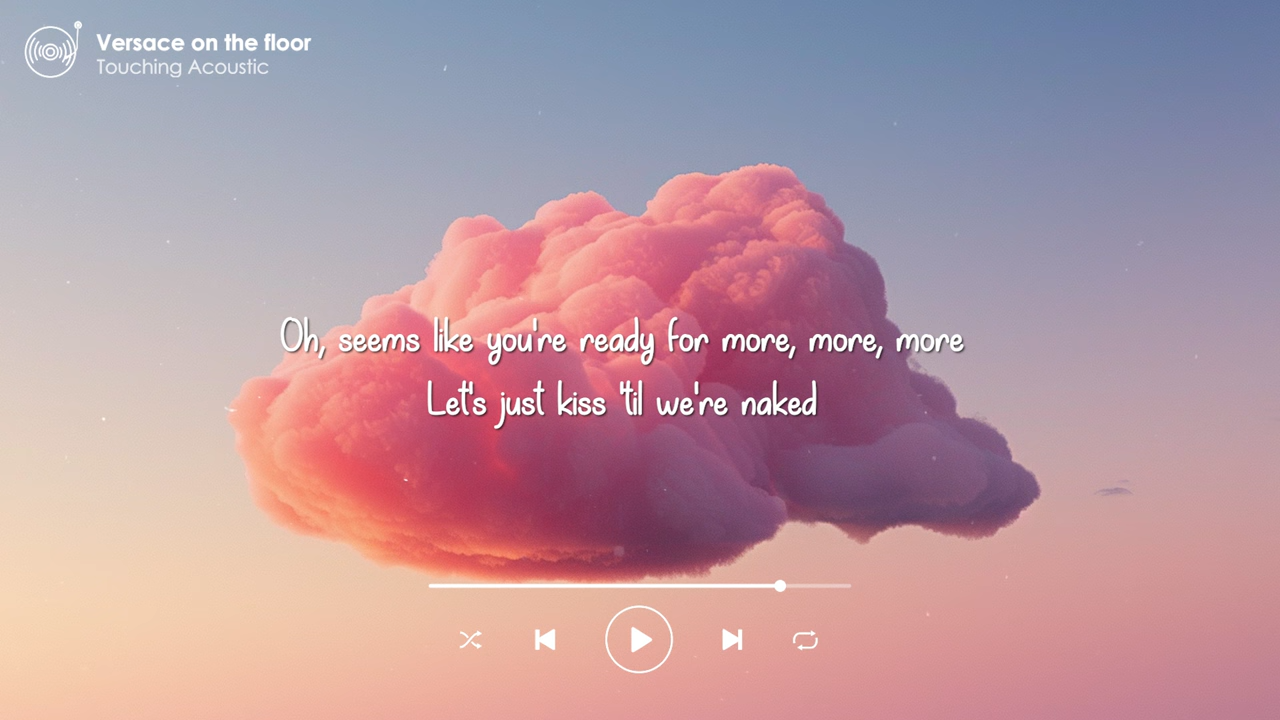 Versace on the floor
Touching Acoustic
Oh, seems like you're ready for more, more, more
Let's just kiss 'til we're naked